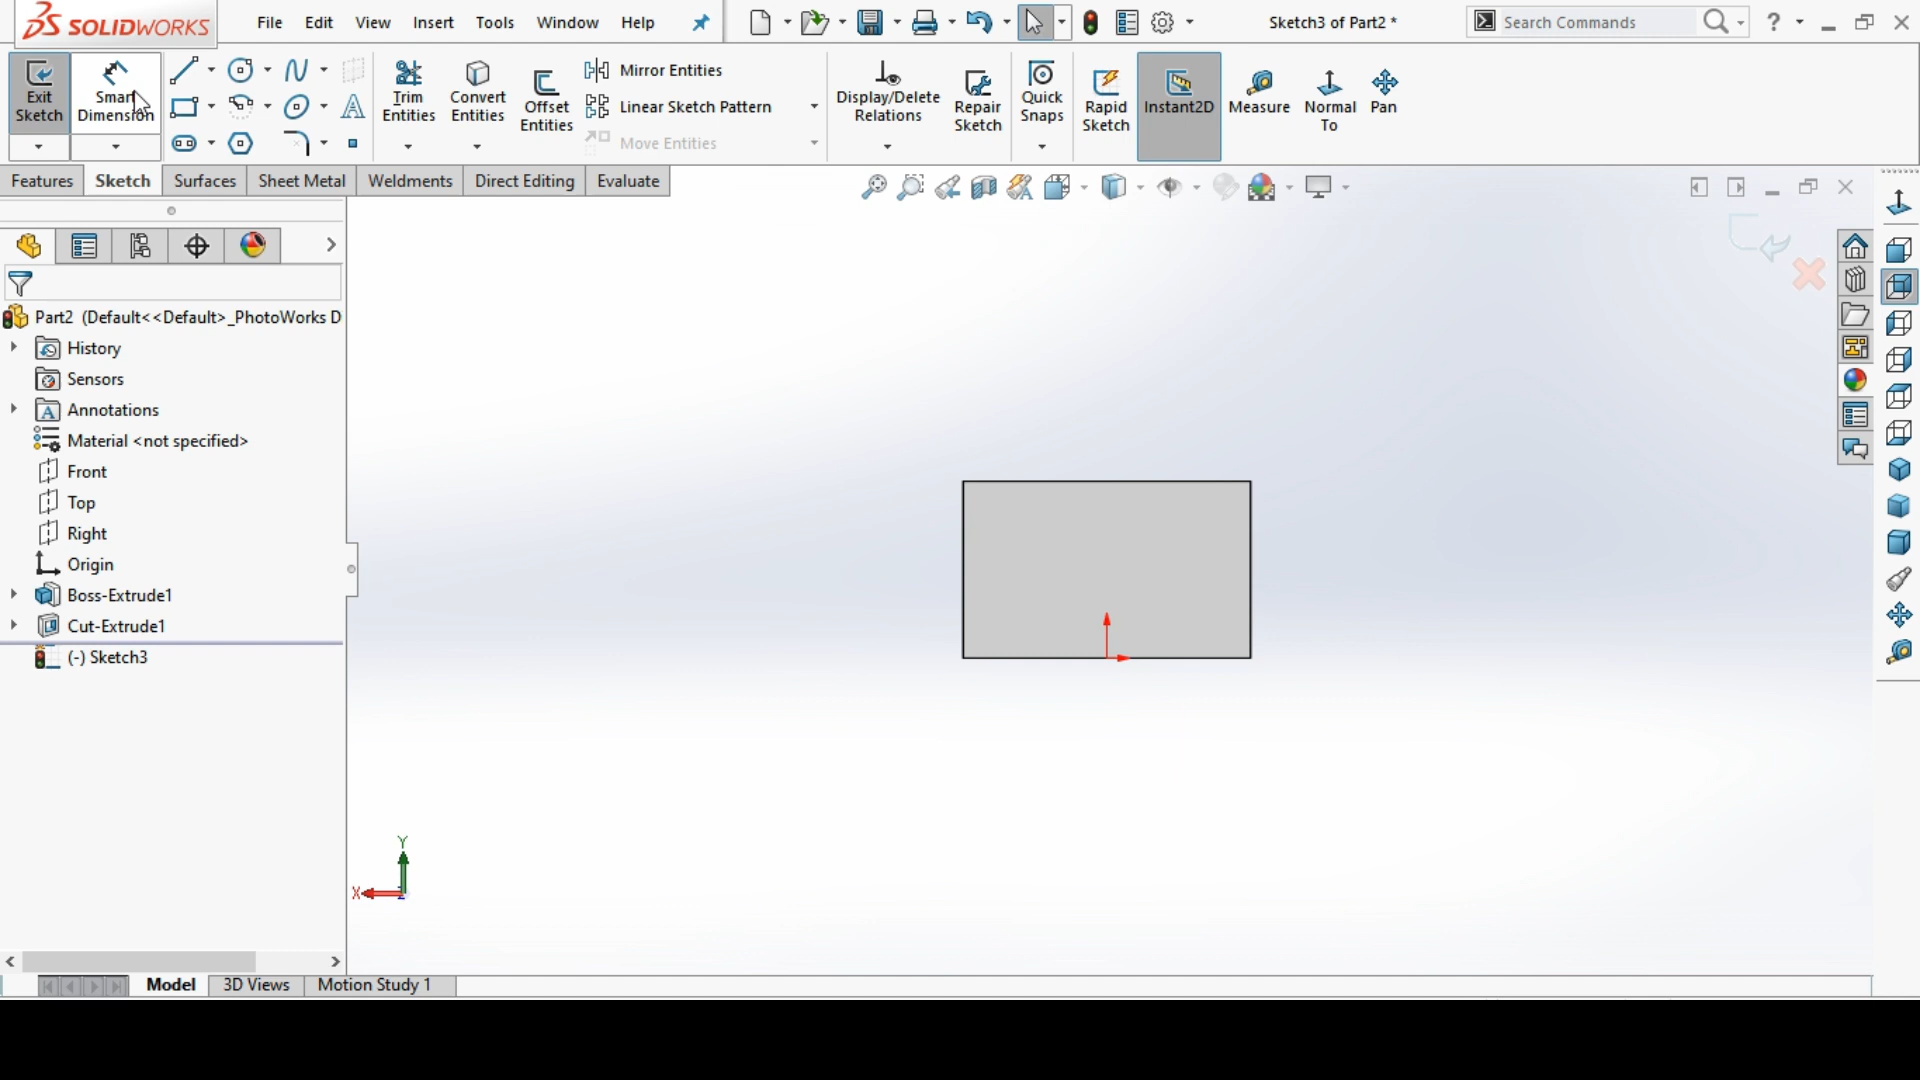 SOLIDWORKS File Edit View Insert Tools Window Help Sketch3 of Part2 * Search Commands
Exit Sketch
Smart Dimension
Trim Entities
Convert Entities
Offset Entities
Mirror Entities
Linear Sketch Pattern
Move Entities
Display/Delete Relations
Repair Sketch
Quick Snaps
Rapid Sketch
Instant2D
Measure
Normal To
Pan
Features Sketch Surfaces Sheet Metal Weldments Direct Editing Evaluate
Part2 (Default<<Default>_PhotoWorks D
History
Sensors
Annotations
Material <not specified>
Front
Top
Right
Origin
Boss-Extrude1
Cut-Extrude1
(-) Sketch3
Y
X
Model 3D Views Motion Study 1